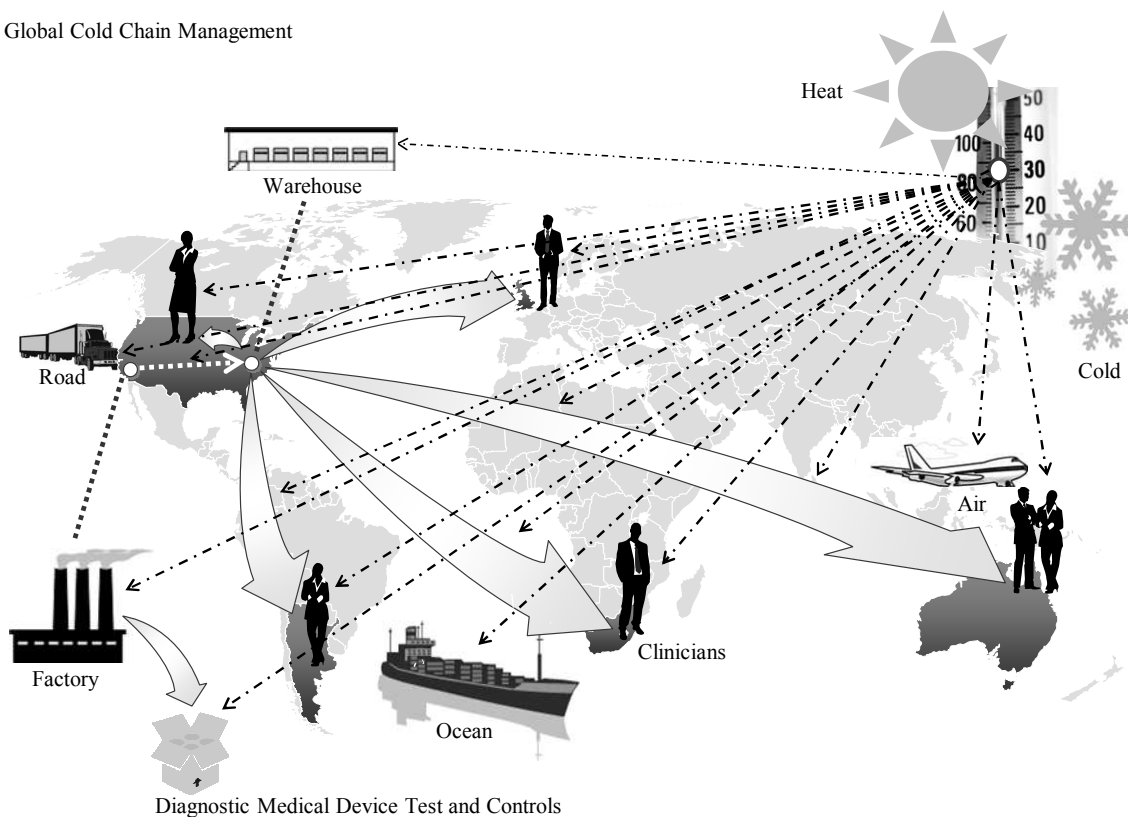 Global Cold Chain Management
Heat
50
100
40
80
30
60
20
10
Warehouse
Road
Cold
Air
Factory
Clinicians
Ocean
Diagnostic Medical Device Test and Controls